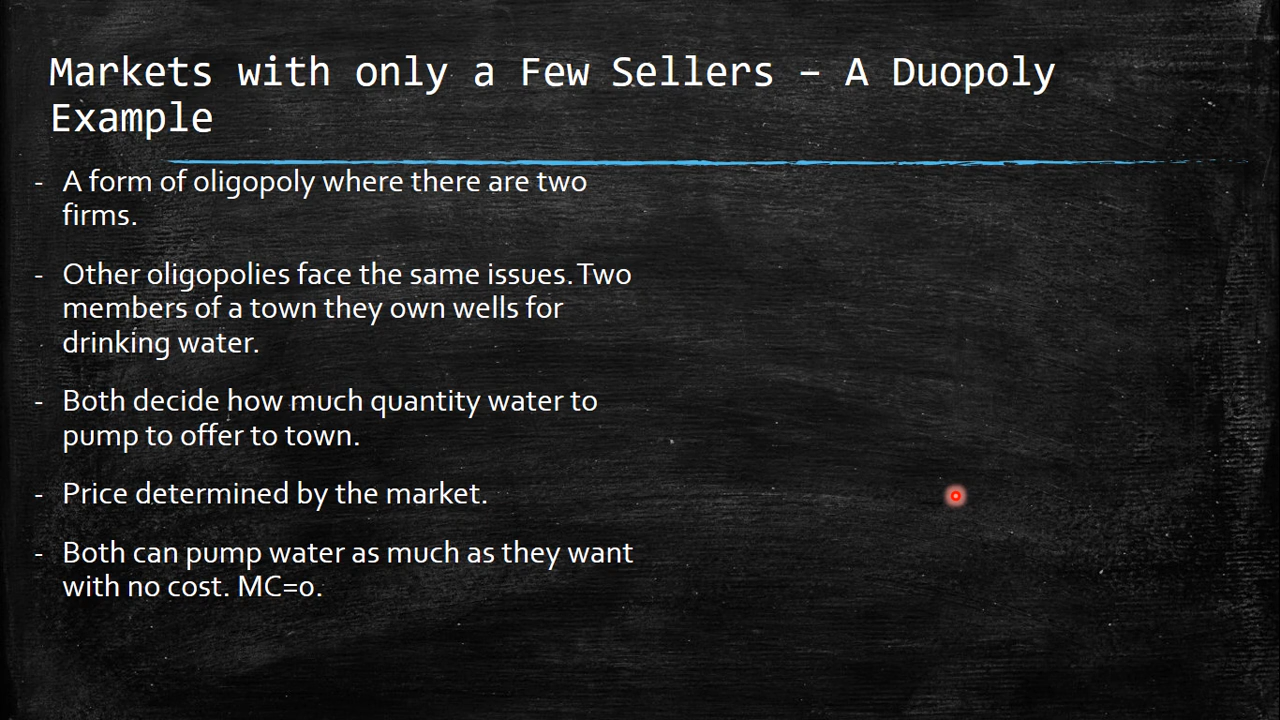 Markets with only a Few Sellers – A Duopoly
Example
- A form of oligopoly where there are two
firms.
- Other oligopolies face the same issues. Two
members of a town they own wells for
drinking water.
- Both decide how much quantity water to
pump to offer to town.
- Price determined by the market.
- Both can pump water as much as they want
with no cost. MC=0.